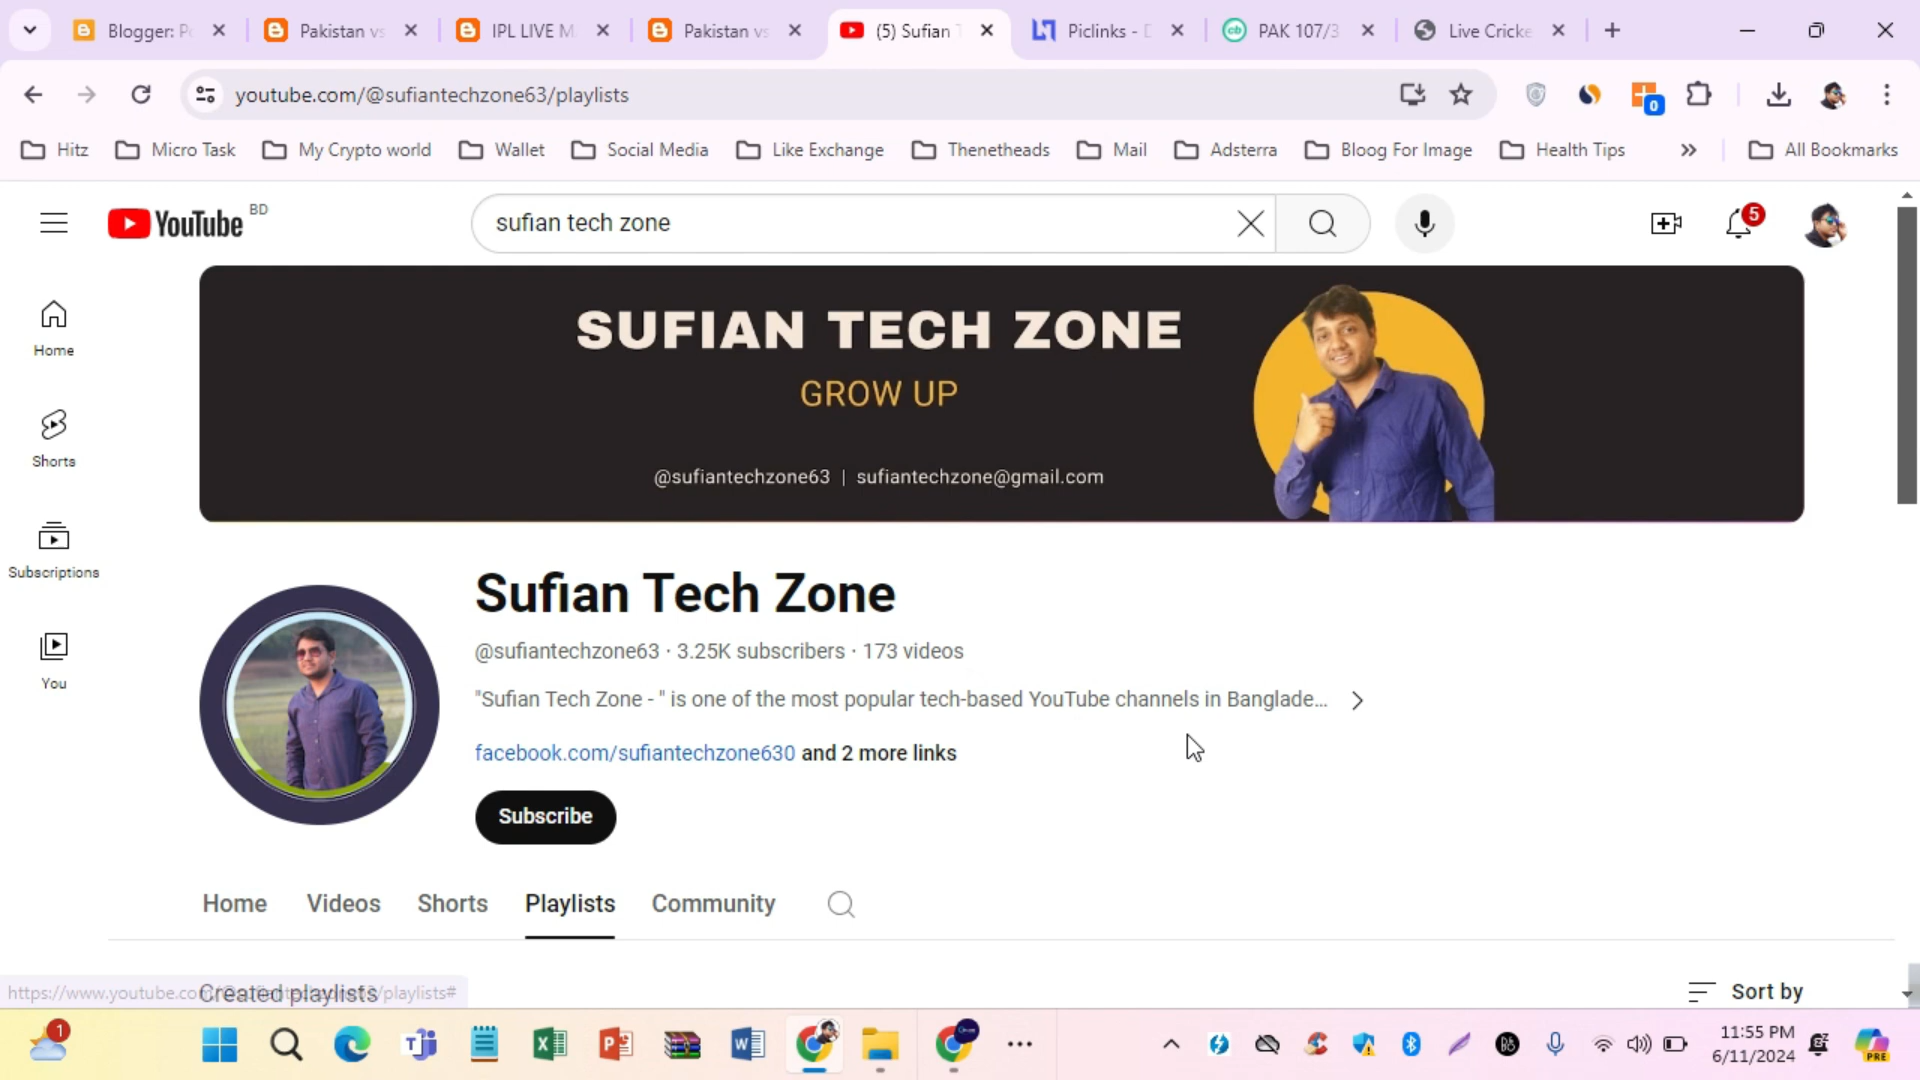 Blogger: P
Pakistan vs
IPL LIVE M
Pakistan vs
(5) Sufian T
Piclinks - D
PAK 107/3
Live Cricke
youtube.com/@sufiantechzone63/playlists
0
Hitz
Micro Task
My Crypto world
Wallet
Social Media
Like Exchange
Thenetheads
Mail
Adsterra
Bloog For Image
Health Tips
All Bookmarks
YouTube BD
sufian tech zone
5
Home
Shorts
Subscriptions
You
SUFIAN TECH ZONE
GROW UP
@sufiantechzone63 | sufiantechzone@gmail.com
Sufian Tech Zone
@sufiantechzone63 · 3.25K subscribers · 173 videos
"Sufian Tech Zone - " is one of the most popular tech-based YouTube channels in Banglade...
facebook.com/sufiantechzone630 and 2 more links
Subscribe
Home
Videos
Shorts
Playlists
Community
Created playlists
Sort by
1
11:55 PM
6/11/2024
PRE